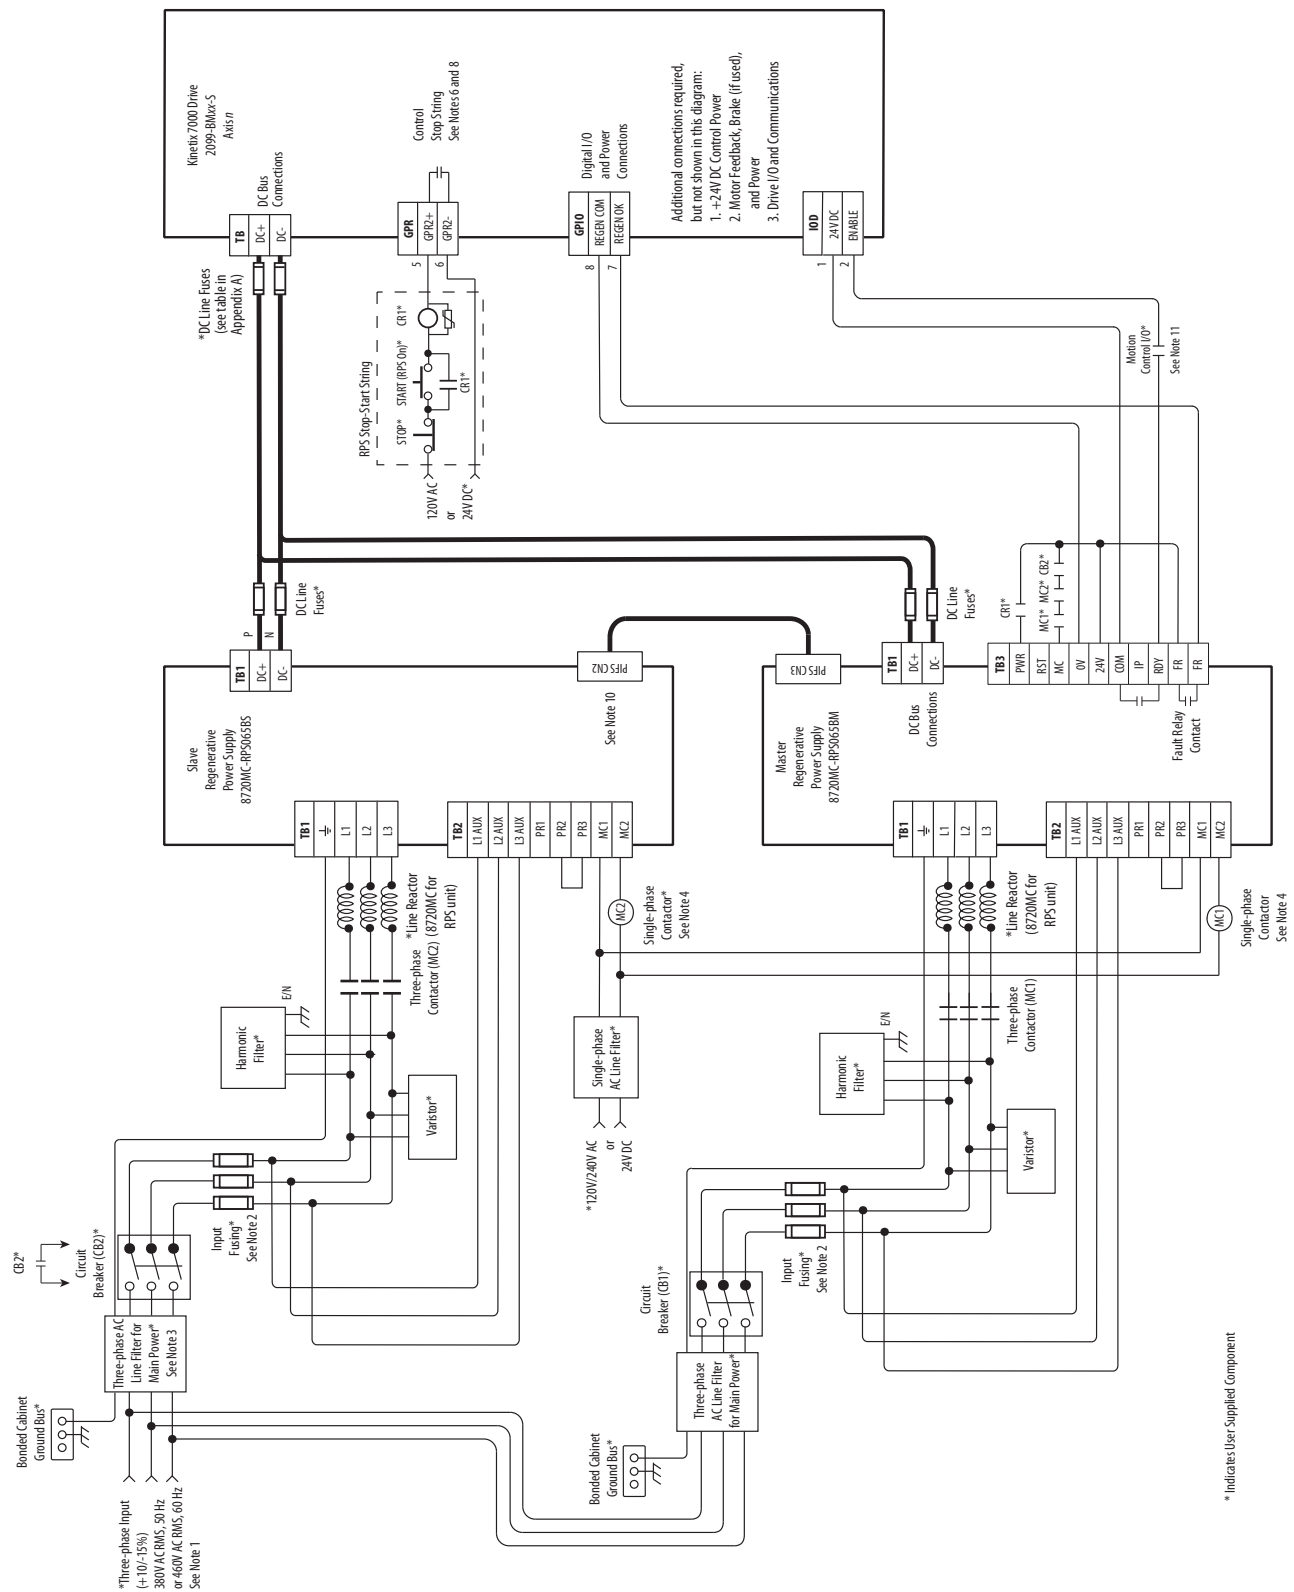 *Three-phase Input
(+10/-15%)
380V AC RMS, 50 Hz
or 460V AC RMS, 60 Hz
See Note 1
Bonded Cabinet
Ground Bus*
Three-phase AC
Line Filter for
Main Power*
See Note 3
CB2*
Circuit
Breaker (CB2)*
Input
Fusing*
See Note 2
Harmonic
Filter*
E/N
Varistor*
Three-phase
Contactor (MC2)
*Line Reactor
(8720MC for
RPS unit)
TB1
L1
L2
L3
TB2
L1 AUX
L2 AUX
L3 AUX
PR1
PR2
PR3
MC1
MC2
MC2
Single-phase
Contactor*
See Note 4
Single-phase
AC Line Filter*
*120V/240V AC
or
24V DC
Slave
Regenerative
Power Supply
8720MC-RPS065BS
TB1
DC+
DC-
P
N
DC Line
Fuses*
PIFS CN2
See Note 10
*DC Line Fuses
(see table in
Appendix A)
Kinetix 7000 Drive
2099-BMxx-S
Axis n
TB
DC+
DC-
DC Bus
Connections
RPS Stop-Start String
120V AC
or
24V DC*
STOP*
START (RPS On)*
CR1*
CR1*
5
6
GPR
GPR2+
GPR2-
Control
Stop String
See Notes 6 and 8
8
7
GPIO
REGEN COM
REGEN OK
Digital I/O
and Power
Connections
Additional connections required,
but not shown in this diagram:
1. +24V DC Control Power
2. Motor Feedback, Brake (if used),
and Power
3. Drive I/O and Communications
1
2
IOD
24V DC
ENABLE
Motion
Control I/O*
See Note 11
Bonded Cabinet
Ground Bus*
Three-phase
AC Line Filter
for Main Power*
Circuit
Breaker (CB1)*
Input
Fusing*
See Note 2
Harmonic
Filter*
E/N
Varistor*
Three-phase
Contactor (MC1)
*Line Reactor
(8720MC for
RPS unit)
TB1
L1
L2
L3
TB2
L1 AUX
L2 AUX
L3 AUX
PR1
PR2
PR3
MC1
MC2
MC1
Single-phase
Contactor
See Note 4
Master
Regenerative
Power Supply
8720MC-RPS065BM
PIFS CN3
TB1
DC+
DC-
DC Bus
Connections
DC Line
Fuses*
TB3
PWR
RST
MC
0V
24V
COM
IP
RDY
FR
FR
CR1*
MC1* MC2* CB2*
Fault Relay
Contact
* Indicates User Supplied Component